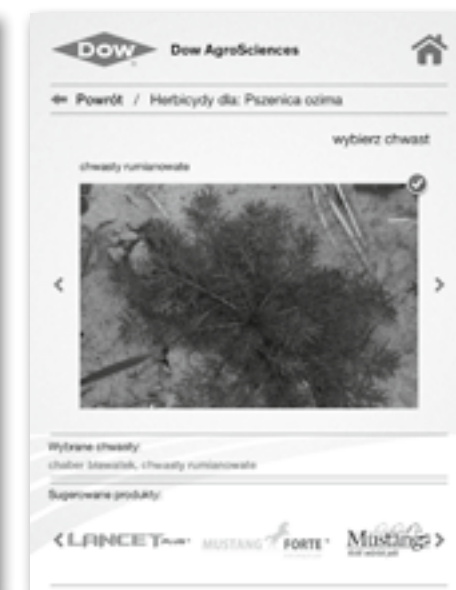 DOW Dow AgroSciences
Powrót / Herbicydy dla: Pszenica ozima
wybierz chwast
chwasty rumianowate
Wybrane chwasty:
chaber bławatek, chwasty rumianowate
Sugerowane produkty:
LANCET PLUS MUSTANG FORTE Mustang